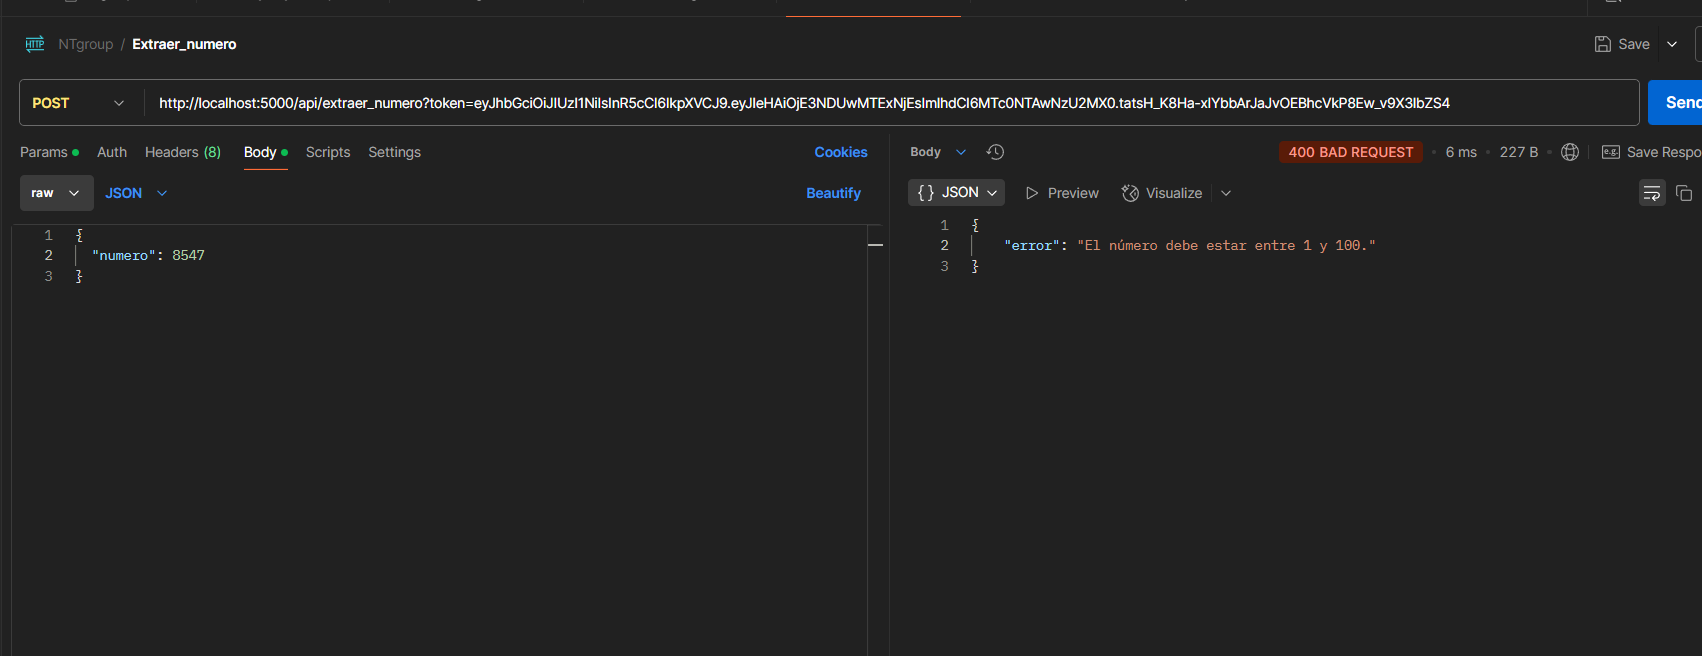 NTgroup / Extraer_numero
Save
POST
http://localhost:5000/api/extraer_numero?token=eyJhbGciOiJIUzI1NiIsInR5cCI6IkpXVCJ9.eyJleHAiOjE3NDUwMTExNjEsImlhdCI6MTc0NTAwNzU2MX0.tatsH_K8Ha-xIYbbArJaJvOEBhcVkP8Ew_v9X3IbZS4
Send
Params
Auth
Headers (8)
Body
Scripts
Settings
Cookies
raw
JSON
Beautify
1 {
2 "numero": 8547
3 }
Body
400 BAD REQUEST
6 ms
227 B
e.g. Save Respo
{} JSON
Preview
Visualize
1 {
2 "error": "El número debe estar entre 1 y 100."
3 }